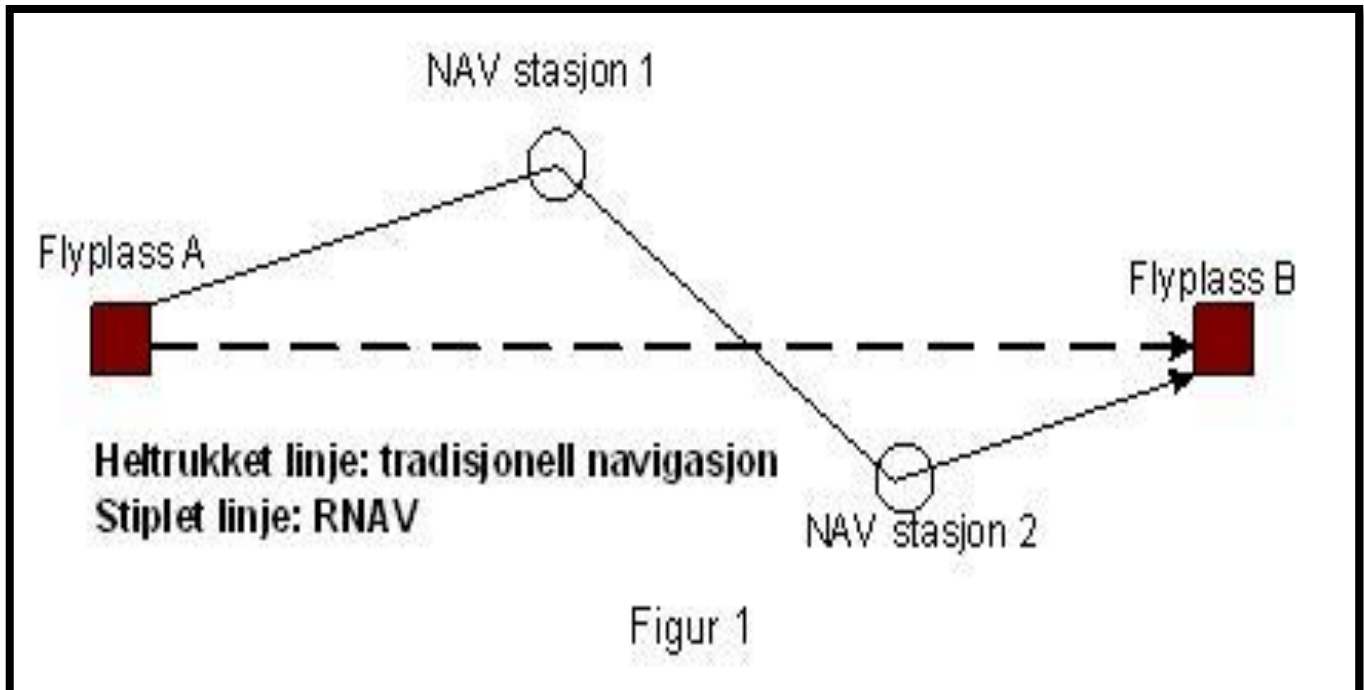 NAV stasjon 1
Flyplass A
Flyplass B
Heltrukket linje: tradisjonell navigasjon
Stiplet linje: RNAV
NAV stasjon 2
Figur 1